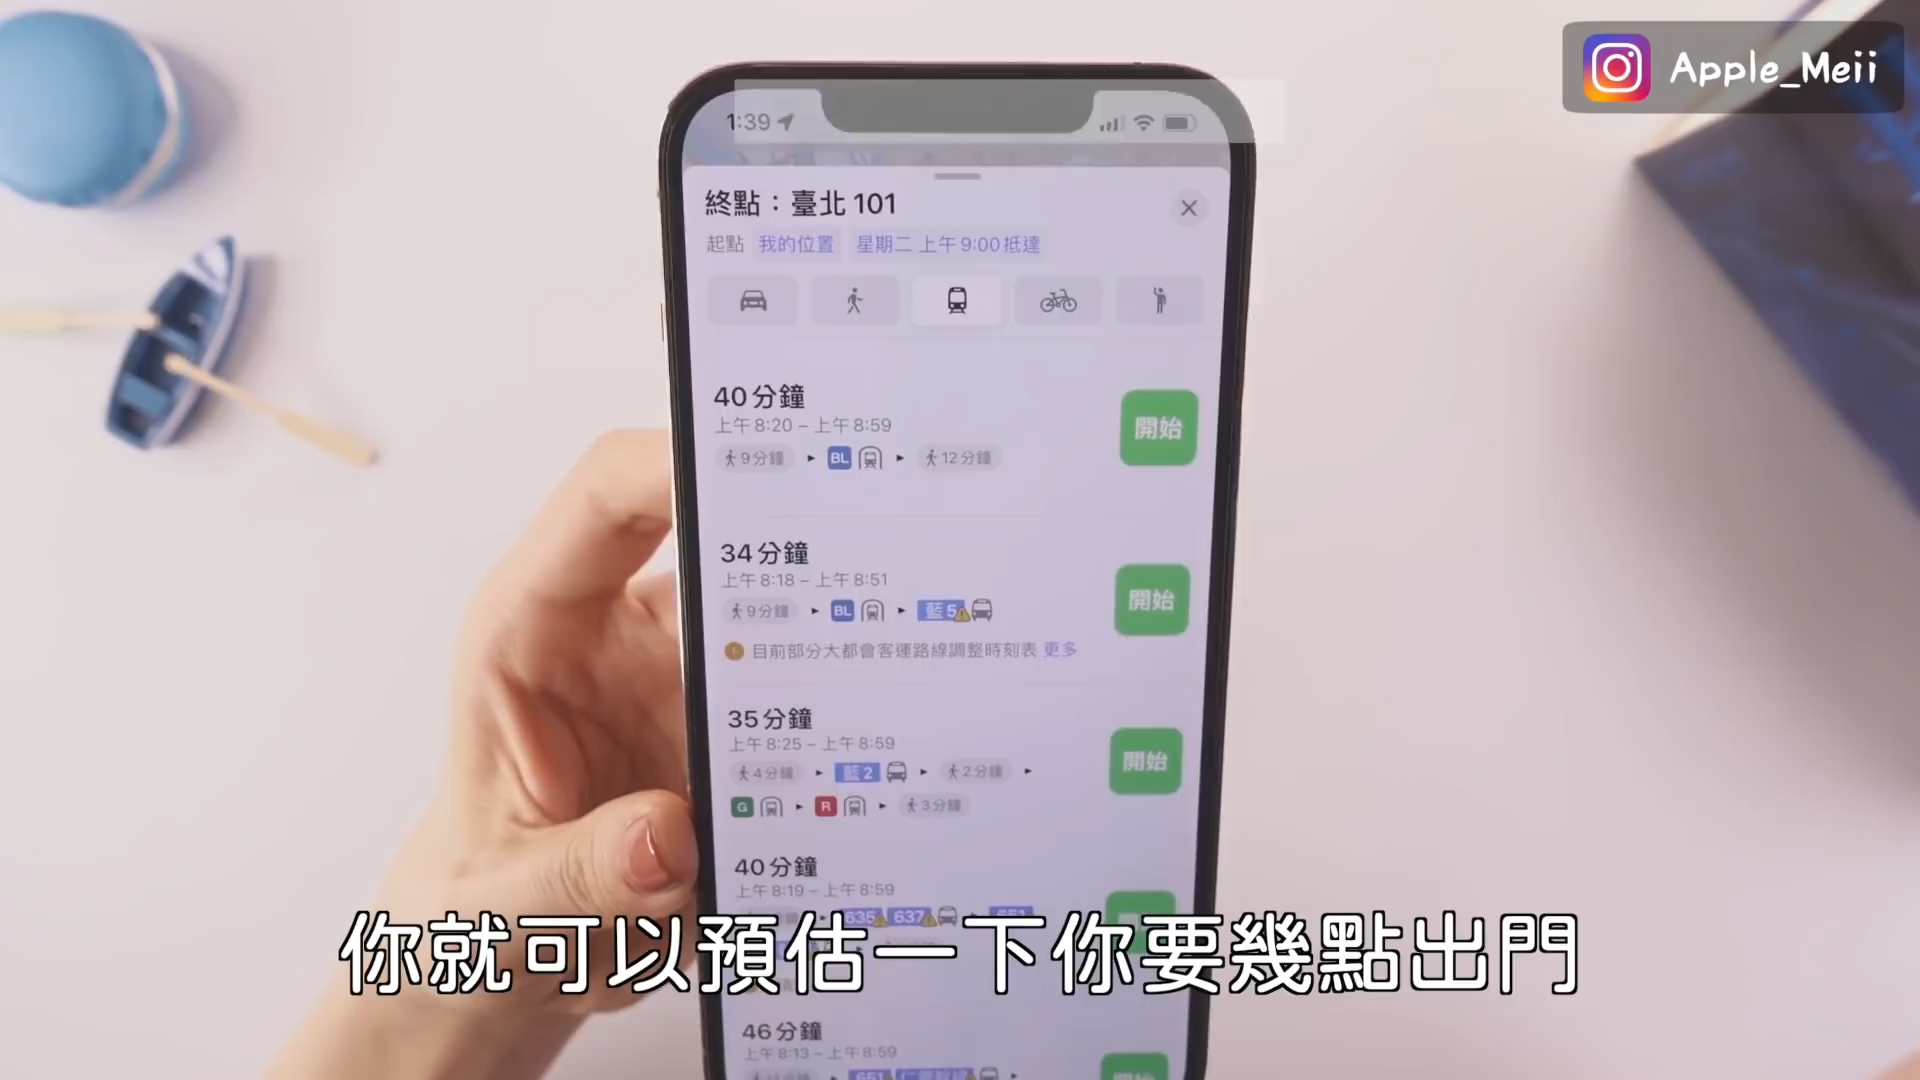 Apple_Meii
1:39
終點：臺北 101
起點 我的位置 星期二 上午 9:00 抵達
40 分鐘
上午 8:20 – 上午 8:59
9 分鐘 BL 12 分鐘
開始
34 分鐘
上午 8:18 – 上午 8:51
9 分鐘 BL 藍 5
開始
目前部分大都會客運路線調整時刻表 更多
35 分鐘
上午 8:25 – 上午 8:59
4 分鐘 藍 2 2 分鐘
G R 3 分鐘
開始
40 分鐘
上午 8:19 – 上午 8:59
635 637 651
你就可以預估一下你要幾點出門
46 分鐘
上午 8:13 – 上午 8:59
651